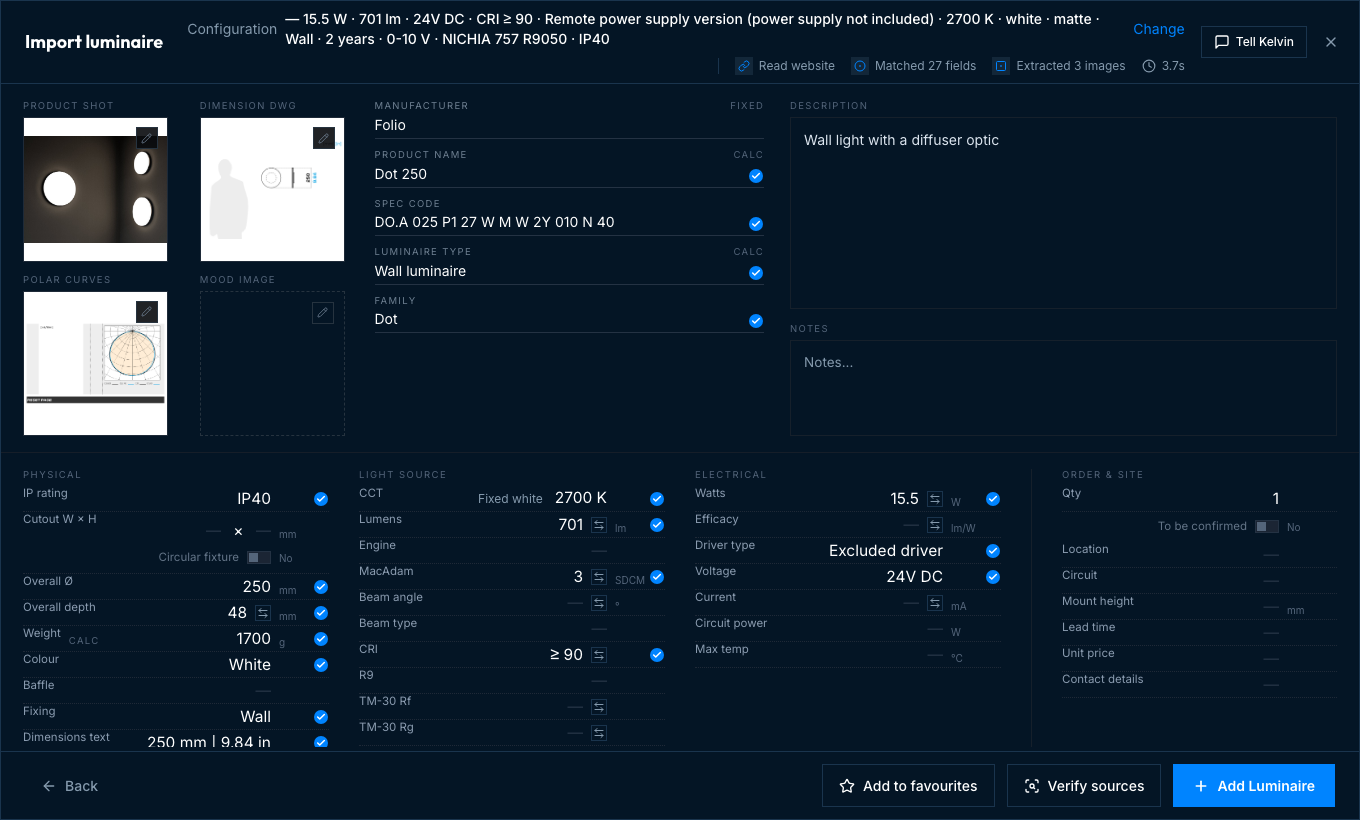 Import luminaire
Configuration
— 15.5 W · 701 lm · 24V DC · CRI ≥ 90 · Remote power supply version (power supply not included) · 2700 K · white · matte ·
Wall · 2 years · 0-10 V · NICHIA 757 R9050 · IP40
Change
Tell Kelvin
Read website
Matched 27 fields
Extracted 3 images
3.7s
PRODUCT SHOT
DIMENSION DWG
POLAR CURVES
MOOD IMAGE
MANUFACTURER FIXED
Folio
PRODUCT NAME CALC
Dot 250
SPEC CODE
DO.A 025 P1 27 W M W 2Y 010 N 40
LUMINAIRE TYPE CALC
Wall luminaire
FAMILY
Dot
DESCRIPTION
Wall light with a diffuser optic
NOTES
Notes...
PHYSICAL
IP rating IP40
Cutout W × H
— × — mm
Circular fixture No
Overall Ø 250 mm
Overall depth 48 mm
Weight CALC 1700 g
Colour White
Baffle —
Fixing Wall
Dimensions text 250 mm | 9.84 in
LIGHT SOURCE
CCT Fixed white 2700 K
Lumens 701 lm
Engine —
MacAdam 3 SDCM
Beam angle — °
Beam type —
CRI ≥ 90
R9 —
TM-30 Rf —
TM-30 Rg —
ELECTRICAL
Watts 15.5 W
Efficacy — lm/W
Driver type Excluded driver
Voltage 24V DC
Current — mA
Circuit power — W
Max temp — °C
ORDER & SITE
Qty 1
To be confirmed No
Location —
Circuit —
Mount height — mm
Lead time —
Unit price —
Contact details —
Back
Add to favourites
Verify sources
Add Luminaire